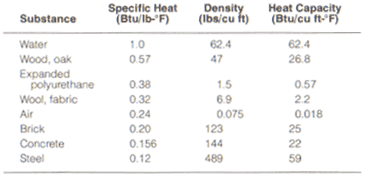 Substance Specific Heat (Btu/lb-°F) Density (lbs/cu ft) Heat Capacity (Btu/cu ft-°F)
Water 1.0 62.4 62.4
Wood, oak 0.57 47 26.8
Expanded
polyurethane 0.38 1.5 0.57
Wool, fabric 0.32 6.9 2.2
Air 0.24 0.075 0.018
Brick 0.20 123 25
Concrete 0.156 144 22
Steel 0.12 489 59